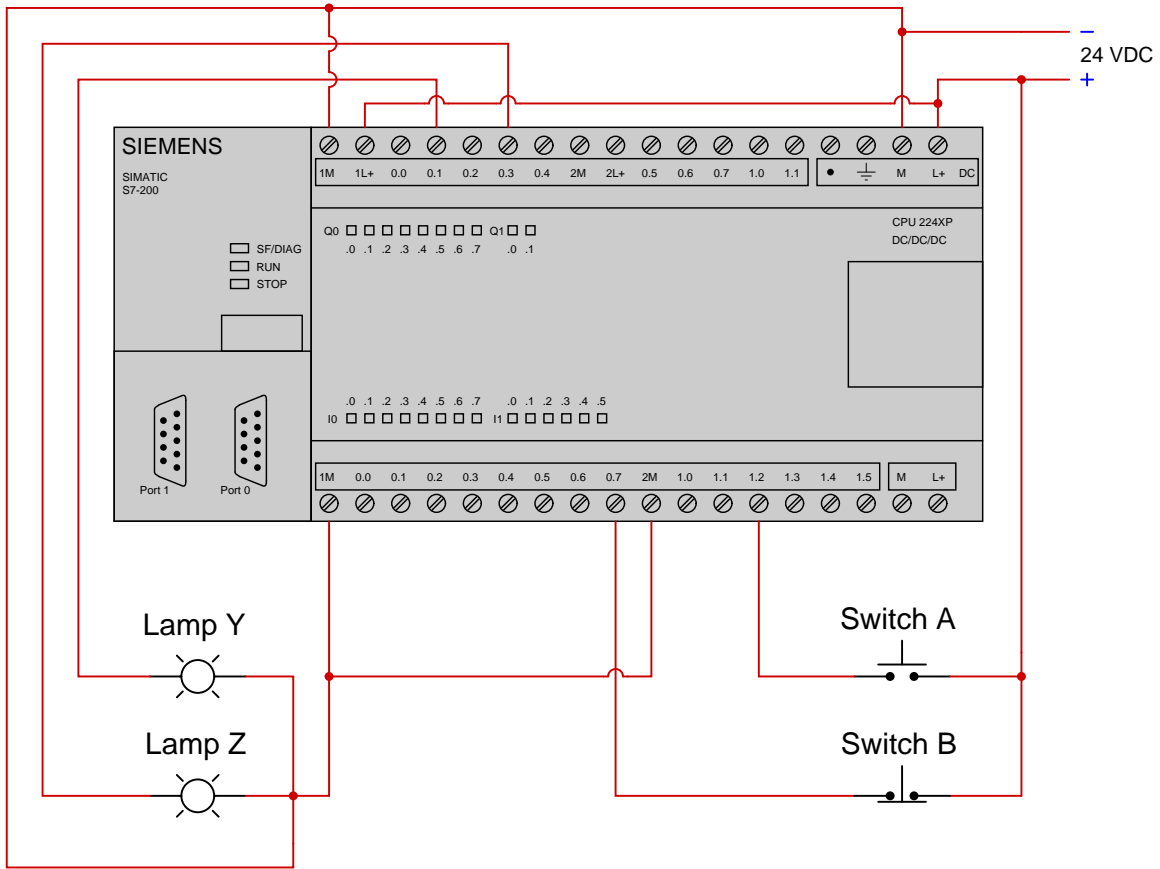 −
24 VDC
+
SIEMENS
SIMATIC
S7-200
1M 1L+ 0.0 0.1 0.2 0.3 0.4 2M 2L+ 0.5 0.6 0.7 1.0 1.1 M L+ DC
CPU 224XP
DC/DC/DC
Q0 Q1
.0 .1 .2 .3 .4 .5 .6 .7 .0 .1
SF/DIAG
RUN
STOP
.0 .1 .2 .3 .4 .5 .6 .7 .0 .1 .2 .3 .4 .5
I0 I1
1M 0.0 0.1 0.2 0.3 0.4 0.5 0.6 0.7 2M 1.0 1.1 1.2 1.3 1.4 1.5 M L+
Port 1 Port 0
Lamp Y
Switch A
Lamp Z
Switch B